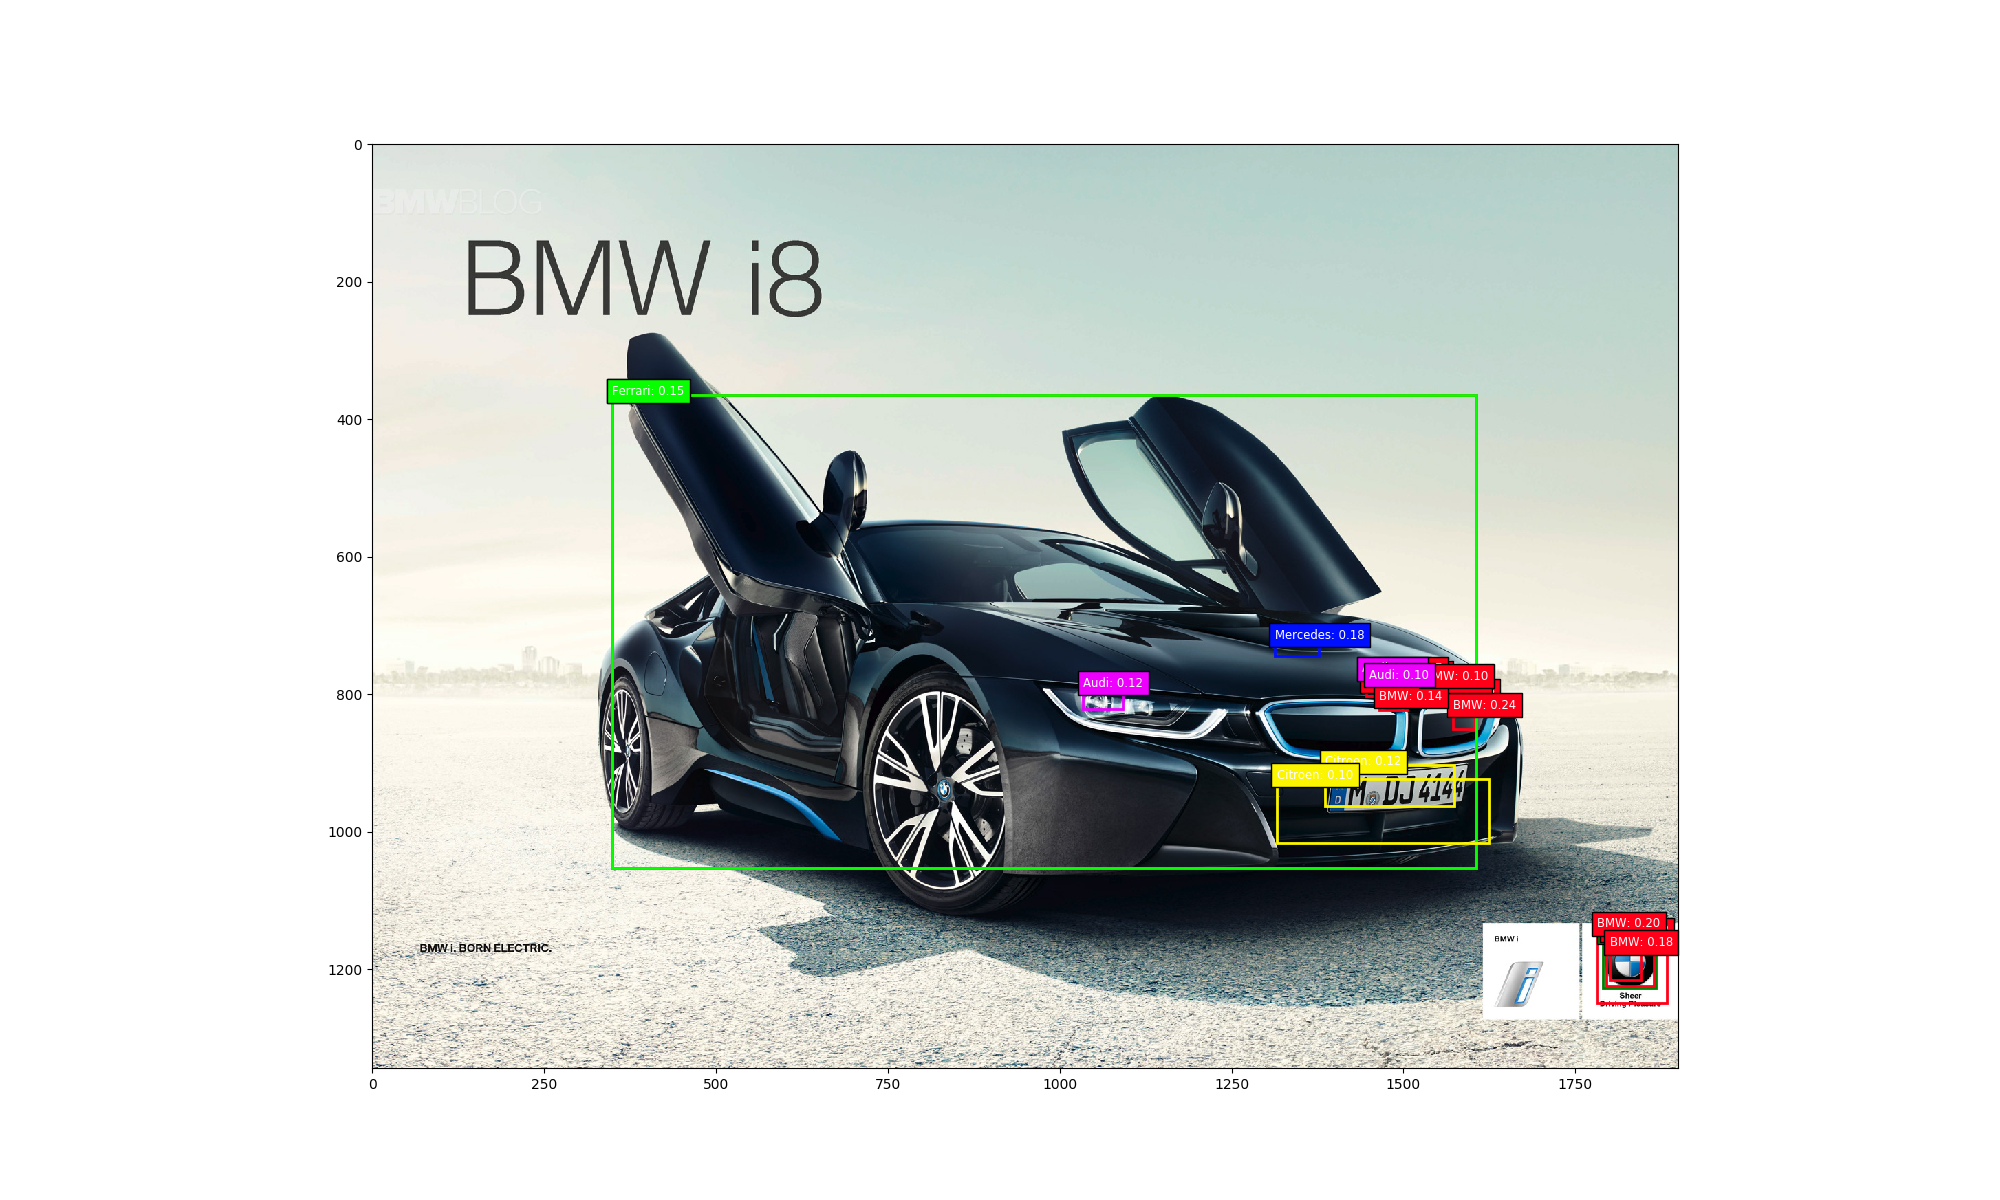 0
BMWBLOG
BMW i8
200
Ferrari: 0.15
400
600
Mercedes: 0.18
Audi: 0.12
Audi: 0.10
MW: 0.10
BMW: 0.14
BMW: 0.24
800
Citroen: 0.12
Citroen: 0.10
M DJ 4144
D
1000
BMW: 0.20
BMW: 0.18
BMW i
BMW i. BORN ELECTRIC.
Sheer
Driving Pleasure
1200
0
250
500
750
1000
1250
1500
1750